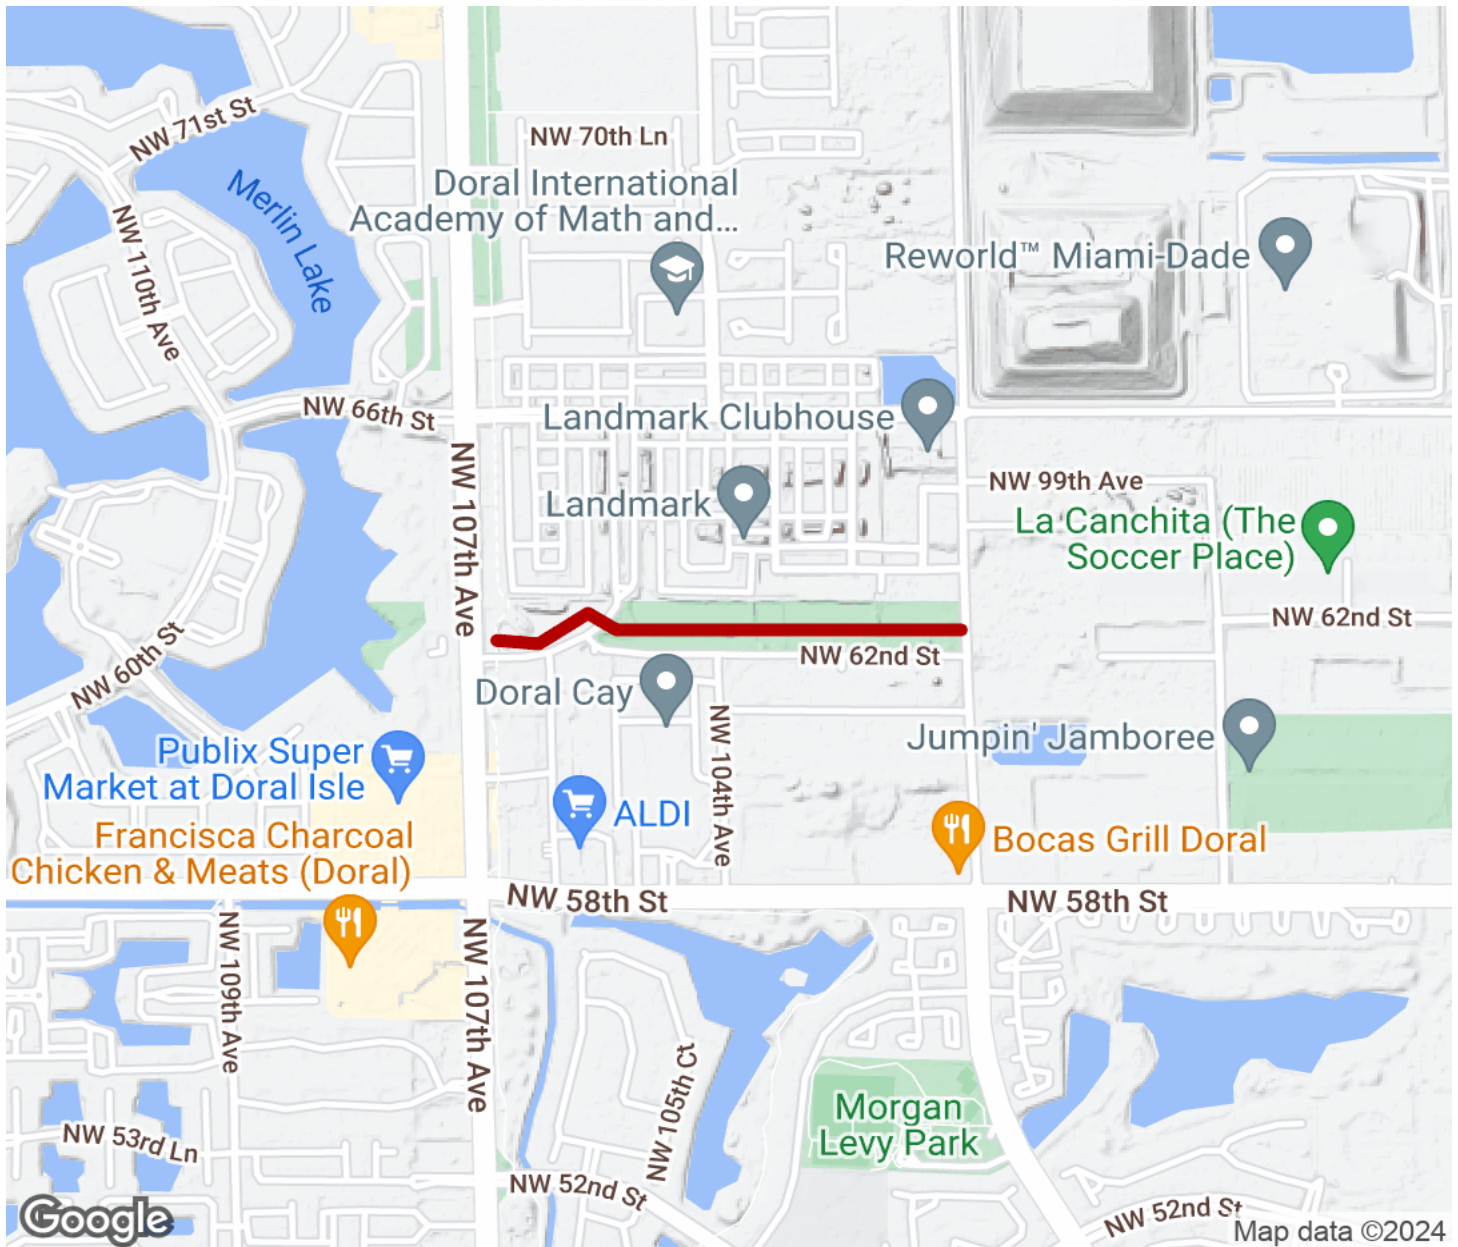 NW 71st St
NW 70th Ln
Merlin Lake
Doral International
Academy of Math and...
NW 110th Ave
Reworld™ Miami-Dade
NW 66th St
Landmark Clubhouse
NW 107th Ave
Landmark
NW 99th Ave
La Canchita (The
Soccer Place)
NW 62nd St
NW 60th St
NW 62nd St
Doral Cay
NW 104th Ave
Jumpin' Jamboree
Publix Super
Market at Doral Isle
ALDI
Francisca Charcoal
Chicken & Meats (Doral)
Bocas Grill Doral
NW 58th St
NW 58th St
NW 109th Ave
NW 107th Ave
NW 105th Ct
Morgan
Levy Park
NW 53rd Ln
NW 52nd St
NW 52nd St
Google
Map data ©2024